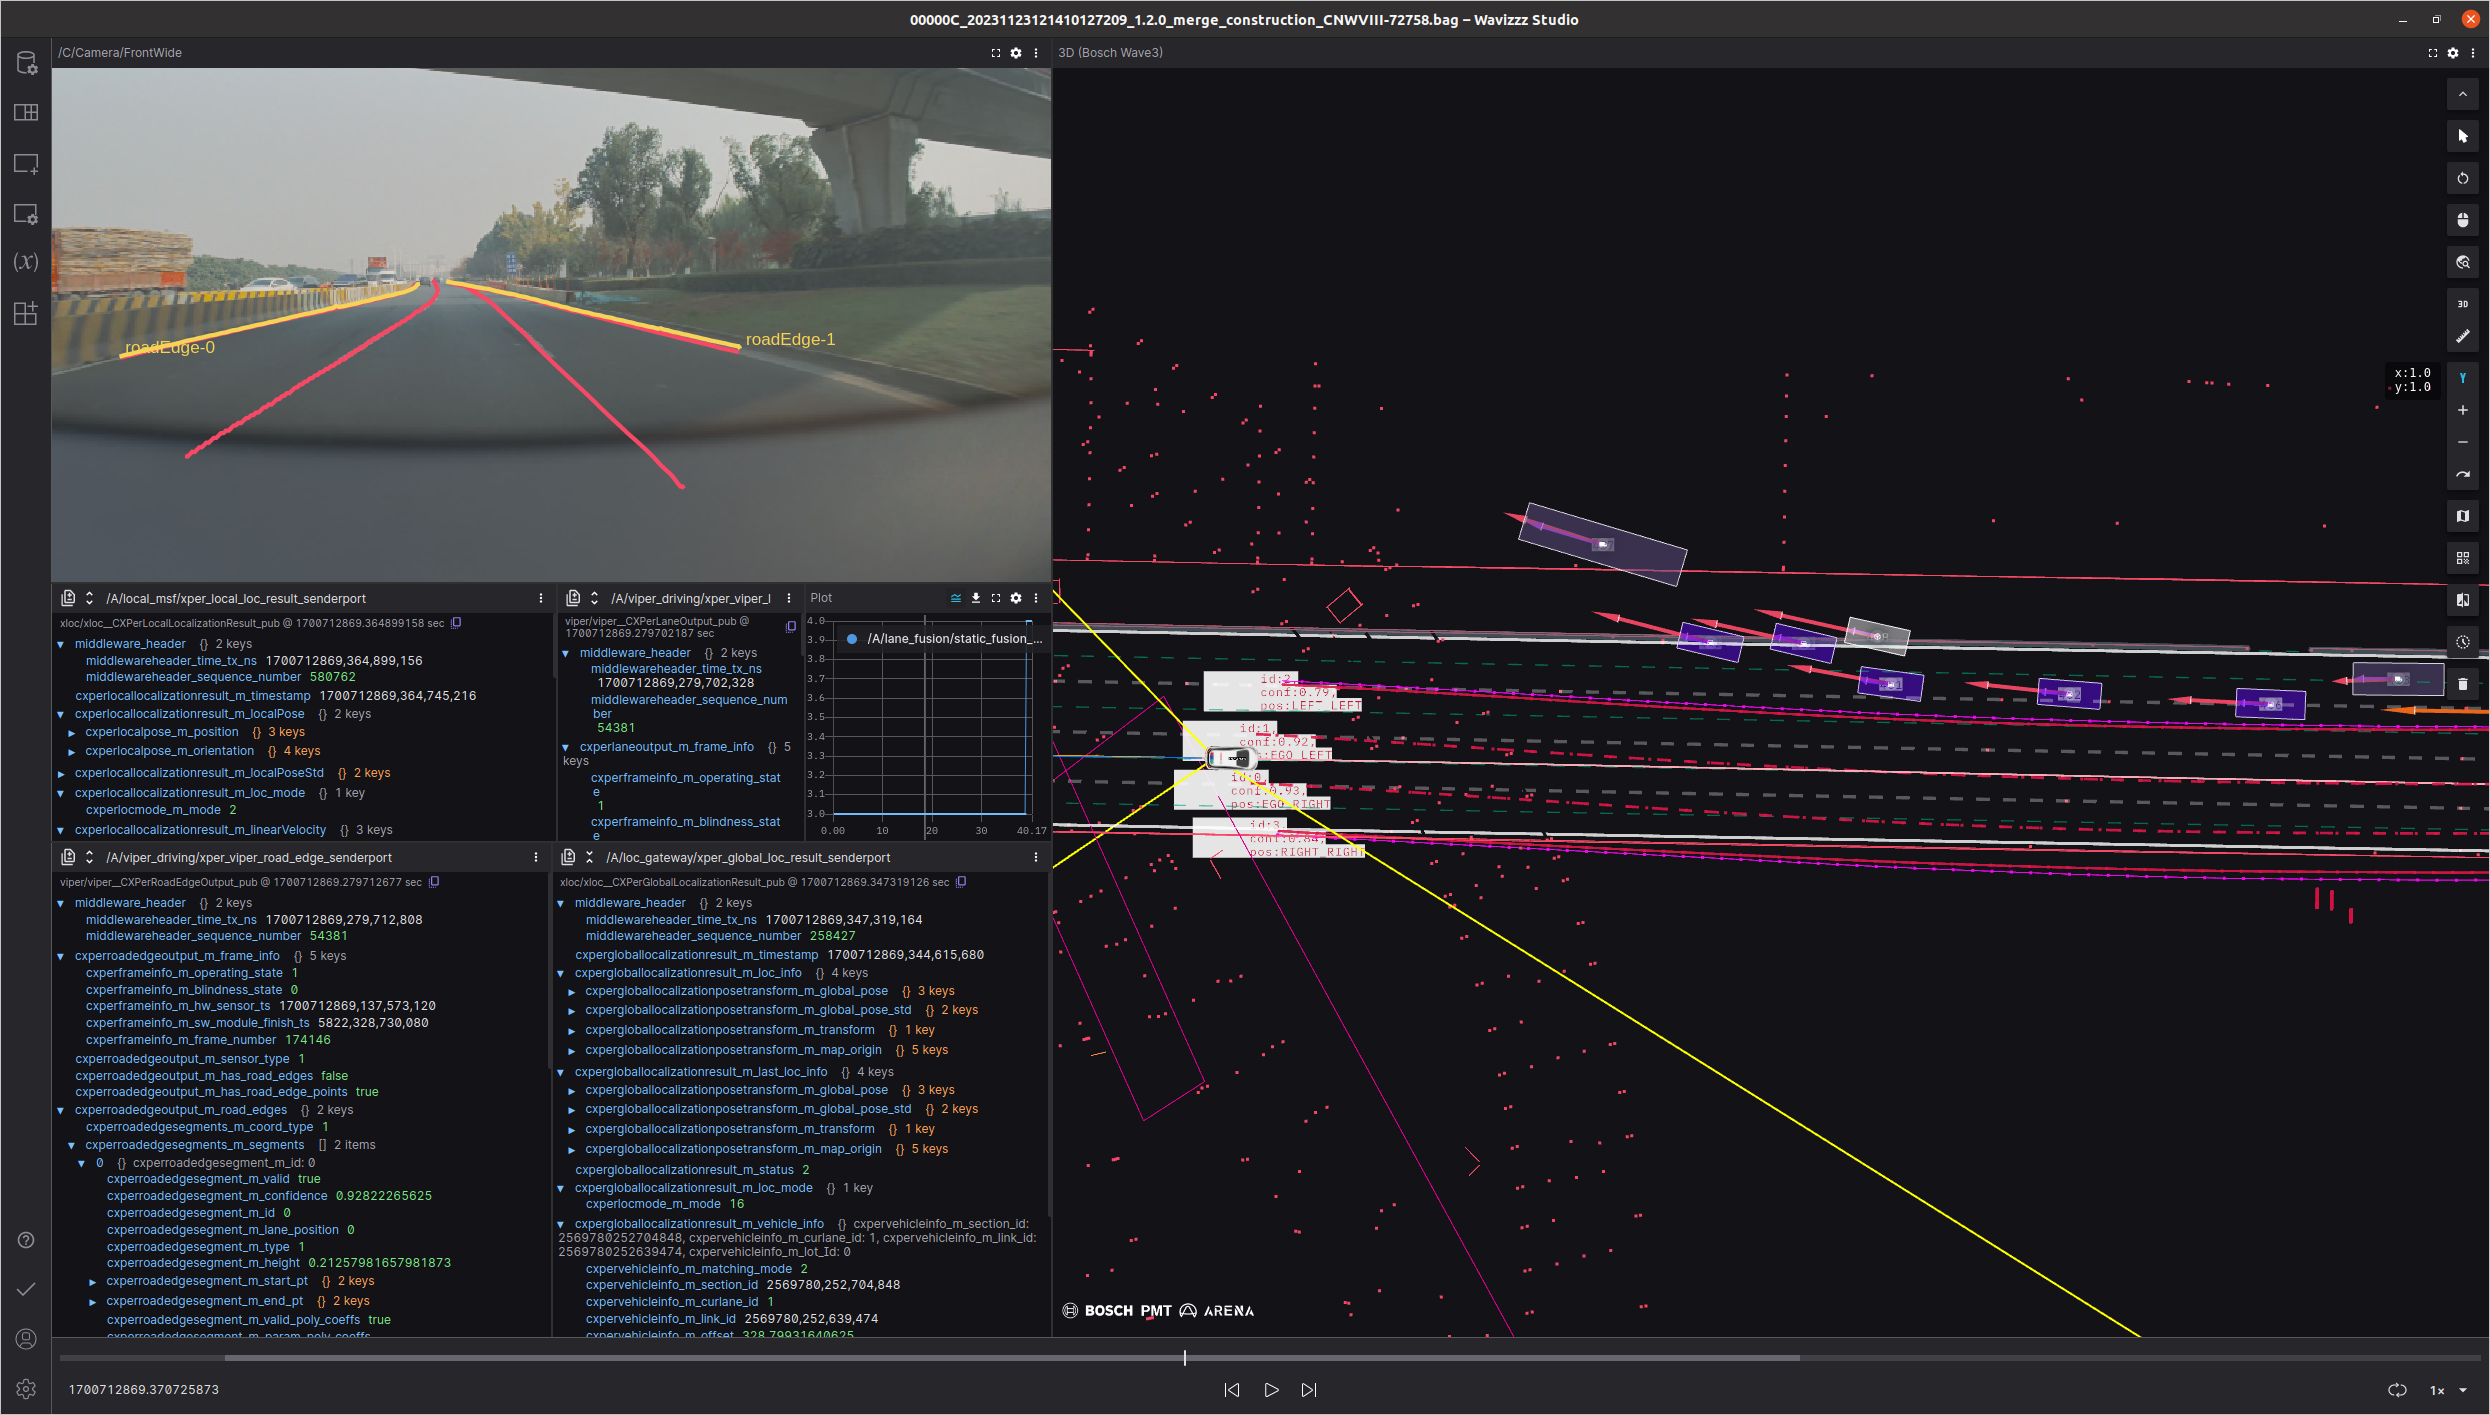 00000C_20231123121410127209_1.2.0_merge_construction_CNWVIII-72758.bag – Wavizzz Studio
/C/Camera/FrontWide
roadEdge-0
roadEdge-1
/A/local_msf/xper_local_loc_result_senderport
xloc/xloc__CXPerLocalLocalizationResult_pub @ 1700712869.364899158 sec
middleware_header {} 2 keys
middlewareheader_time_tx_ns 1700712869,364,899,156
middlewareheader_sequence_number 580762
cxperlocallocalizationresult_m_timestamp 1700712869,364,745,216
cxperlocallocalizationresult_m_localPose {} 2 keys
cxperlocalpose_m_position {} 3 keys
cxperlocalpose_m_orientation {} 4 keys
cxperlocallocalizationresult_m_localPoseStd {} 2 keys
cxperlocallocalizationresult_m_loc_mode {} 1 key
cxperlocmode_m_mode 2
cxperlocallocalizationresult_m_linearVelocity {} 3 keys
/A/viper_driving/xper_viper_l
viper/viper__CXPerLaneOutput_pub @
1700712869.279702187 sec
middleware_header {} 2 keys
middlewareheader_time_tx_ns
1700712869,279,702,328
middlewareheader_sequence_num
ber
54381
cxperlaneoutput_m_frame_info {} 5
keys
cxperframeinfo_m_operating_stat
e
1
cxperframeinfo_m_blindness_stat
e
Plot
/A/lane_fusion/static_fusion_...
4.0
3.9
3.8
3.7
3.6
3.5
3.4
3.3
3.2
3.1
3.0
0.00 10 20 30 40.17
/A/viper_driving/xper_viper_road_edge_senderport
viper/viper__CXPerRoadEdgeOutput_pub @ 1700712869.279712677 sec
middleware_header {} 2 keys
middlewareheader_time_tx_ns 1700712869,279,712,808
middlewareheader_sequence_number 54381
cxperroadedgeoutput_m_frame_info {} 5 keys
cxperframeinfo_m_operating_state 1
cxperframeinfo_m_blindness_state 0
cxperframeinfo_m_hw_sensor_ts 1700712869,137,573,120
cxperframeinfo_m_sw_module_finish_ts 5822,328,730,080
cxperframeinfo_m_frame_number 174146
cxperroadedgeoutput_m_sensor_type 1
cxperroadedgeoutput_m_has_road_edges false
cxperroadedgeoutput_m_has_road_edge_points true
cxperroadedgeoutput_m_road_edges {} 2 keys
cxperroadedgesegments_m_coord_type 1
cxperroadedgesegments_m_segments [] 2 items
0 {} cxperroadedgesegment_m_id: 0
cxperroadedgesegment_m_valid true
cxperroadedgesegment_m_confidence 0.92822265625
cxperroadedgesegment_m_id 0
cxperroadedgesegment_m_lane_position 0
cxperroadedgesegment_m_type 1
cxperroadedgesegment_m_height 0.21257981657981873
cxperroadedgesegment_m_start_pt {} 2 keys
cxperroadedgesegment_m_end_pt {} 2 keys
cxperroadedgesegment_m_valid_poly_coeffs true
cxperroadedgesegment_m_param_poly_coeffs
/A/loc_gateway/xper_global_loc_result_senderport
xloc/xloc__CXPerGlobalLocalizationResult_pub @ 1700712869.347319126 sec
middleware_header {} 2 keys
middlewareheader_time_tx_ns 1700712869,347,319,164
middlewareheader_sequence_number 258427
cxpergloballocalizationresult_m_timestamp 1700712869,344,615,680
cxpergloballocalizationresult_m_loc_info {} 4 keys
cxpergloballocalizationposetransform_m_global_pose {} 3 keys
cxpergloballocalizationposetransform_m_global_pose_std {} 2 keys
cxpergloballocalizationposetransform_m_transform {} 1 key
cxpergloballocalizationposetransform_m_map_origin {} 5 keys
cxpergloballocalizationresult_m_last_loc_info {} 4 keys
cxpergloballocalizationposetransform_m_global_pose {} 3 keys
cxpergloballocalizationposetransform_m_global_pose_std {} 2 keys
cxpergloballocalizationposetransform_m_transform {} 1 key
cxpergloballocalizationposetransform_m_map_origin {} 5 keys
cxpergloballocalizationresult_m_status 2
cxpergloballocalizationresult_m_loc_mode {} 1 key
cxperlocmode_m_mode 16
cxpergloballocalizationresult_m_vehicle_info {} cxpervehicleinfo_m_section_id:
2569780252704848, cxpervehicleinfo_m_curlane_id: 1, cxpervehicleinfo_m_link_id:
2569780252639474, cxpervehicleinfo_m_lot_Id: 0
cxpervehicleinfo_m_matching_mode 2
cxpervehicleinfo_m_section_id 2569780,252,704,848
cxpervehicleinfo_m_curlane_id 1
cxpervehicleinfo_m_link_id 2569780,252,639,474
cxpervehicleinfo_m_offset 328.79931640625
3D (Bosch Wave3)
3D
x:1.0
y:1.0
Y
id:2,
conf:0.79,
pos:LEFT_LEFT
id:1,
conf:0.92,
pos:EGO_LEFT
id:0,
conf:0.93,
pos:EGO_RIGHT
id:3,
pos:RIGHT_RIGHT
BOSCH PMT ARENA
1700712869.370725873
1×